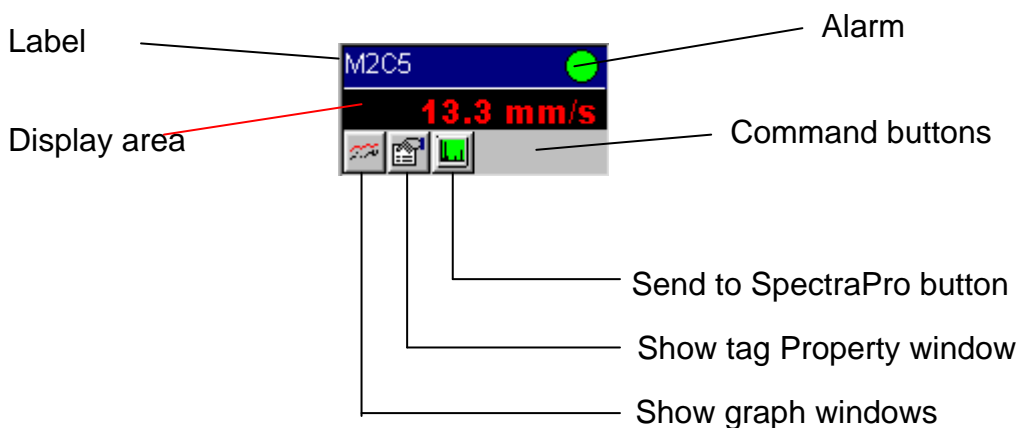 Label
Alarm
M2C5
13.3 mm/s
Display area
Command buttons
Send to SpectraPro button
Show tag Property window
Show graph windows